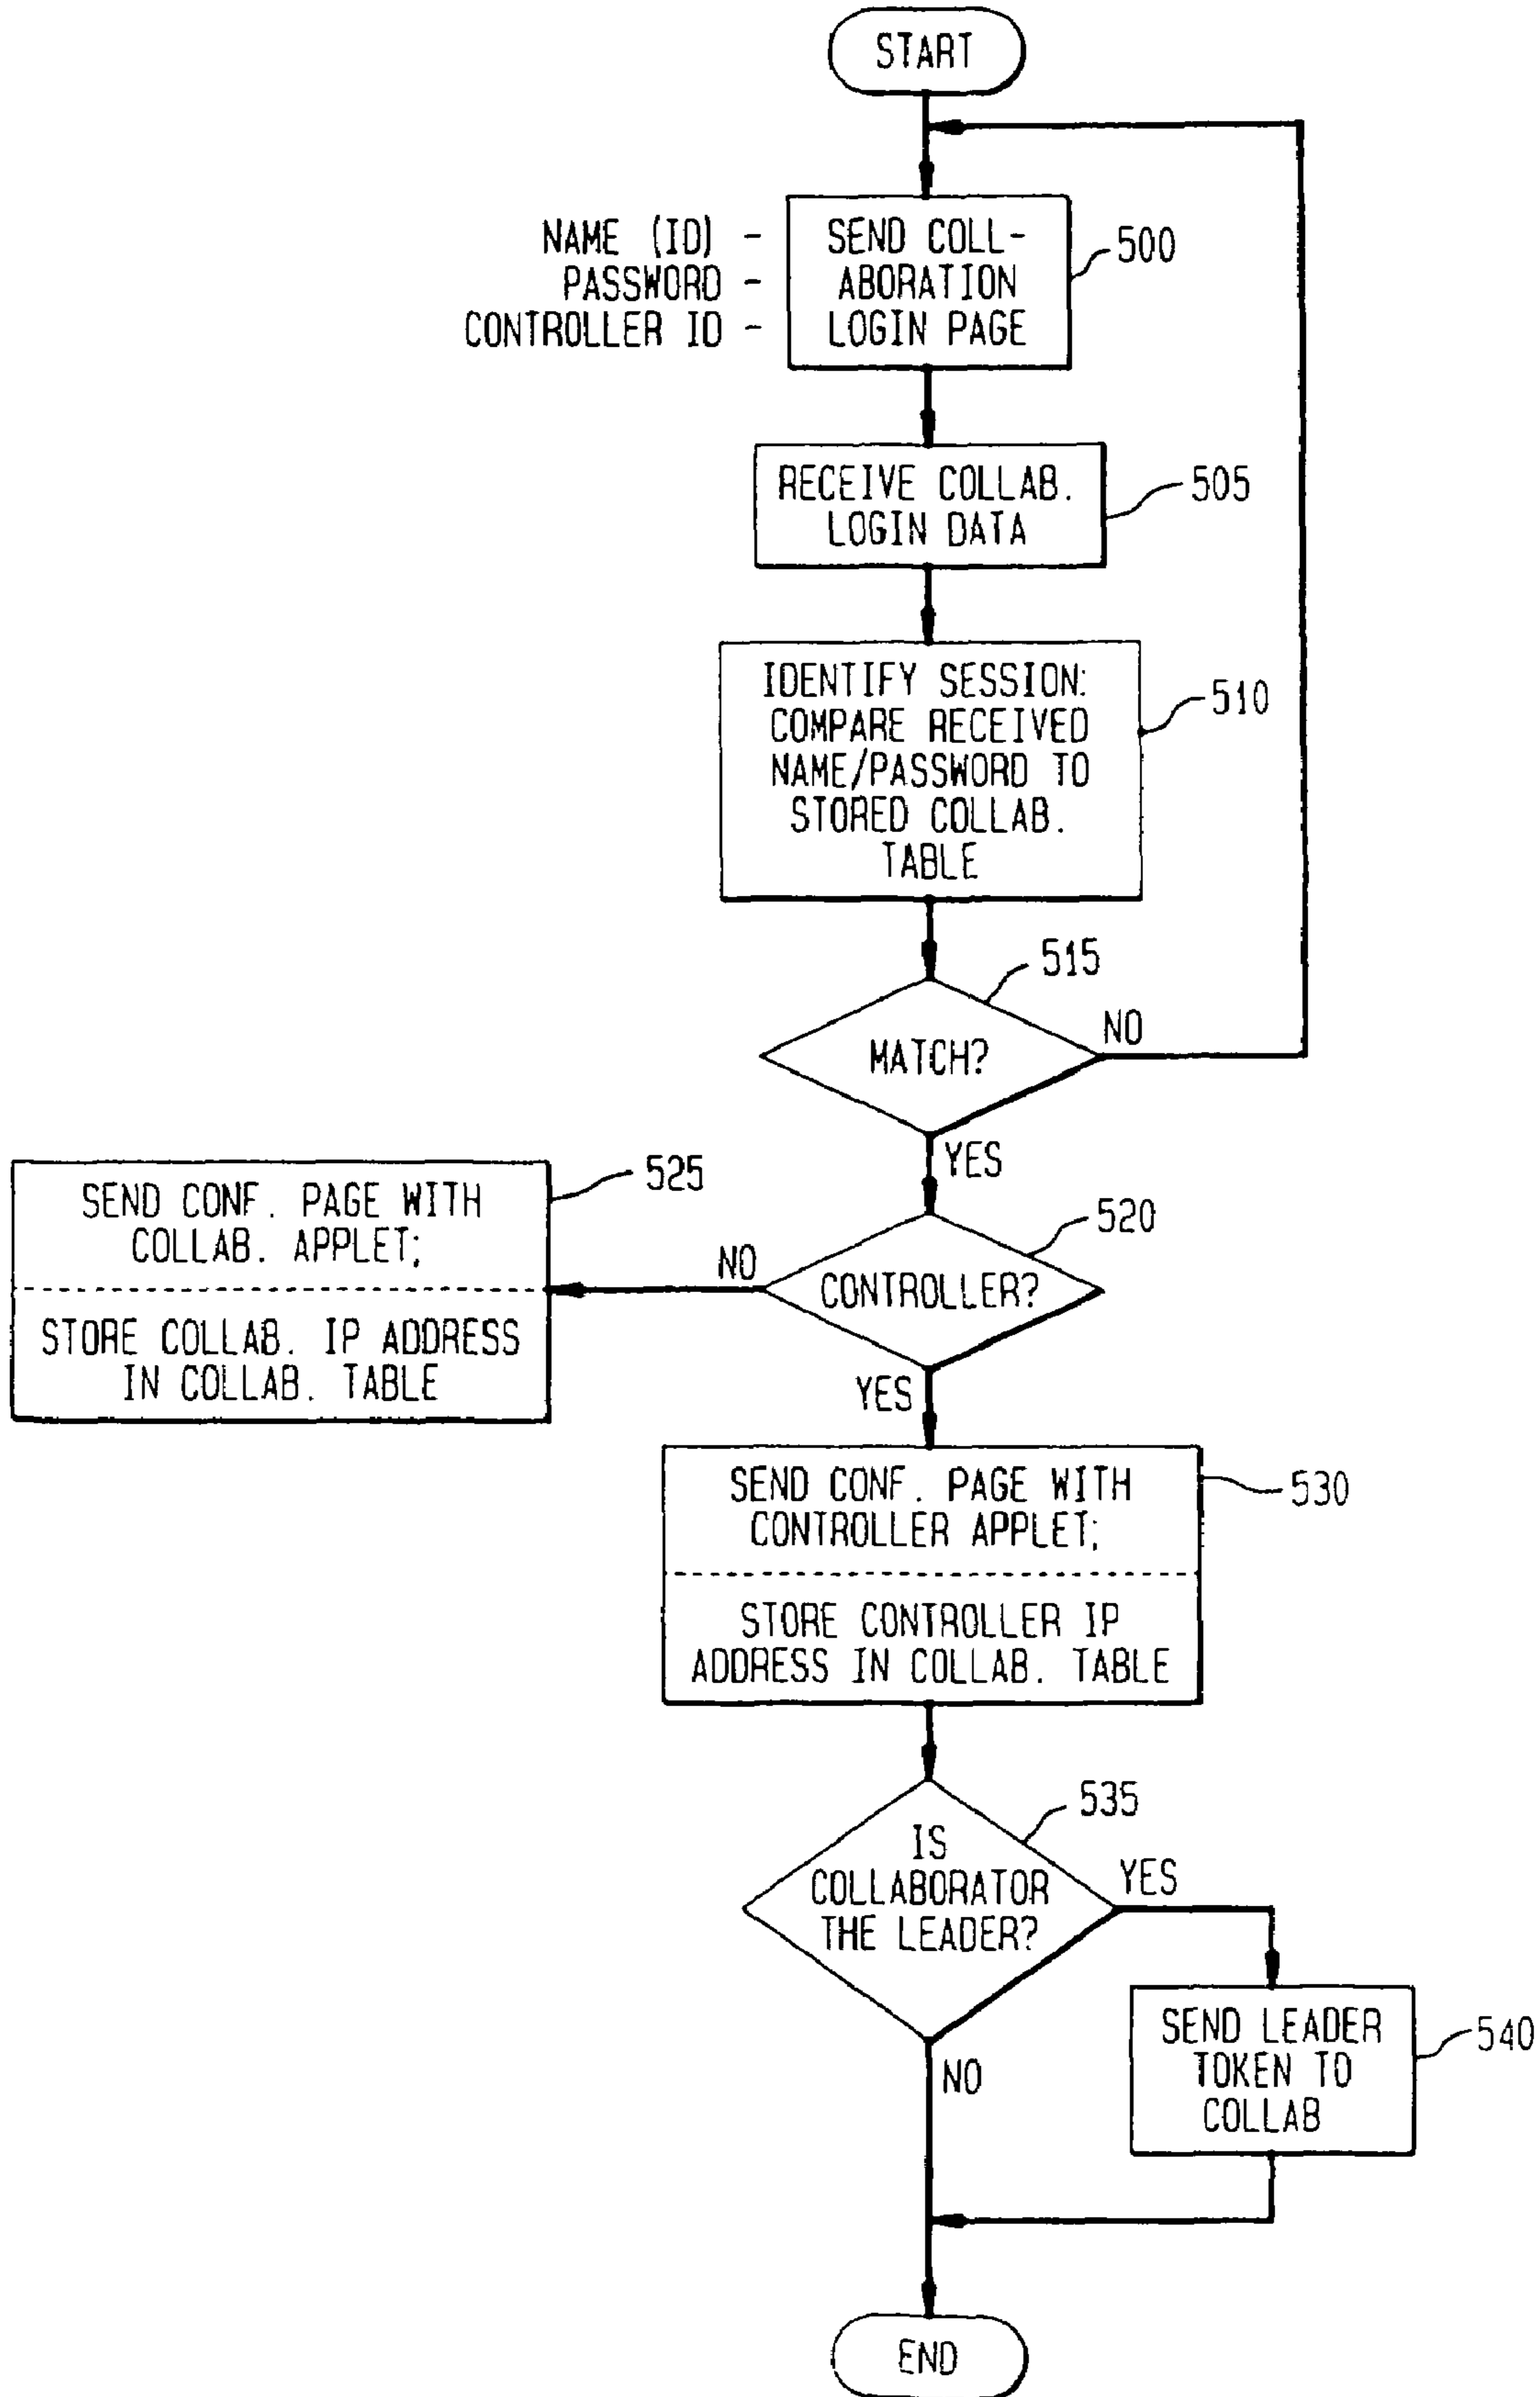 START
NAME (ID) -
PASSWORD -
CONTROLLER ID -
SEND COLL-
ABORATION
LOGIN PAGE
500
RECEIVE COLLAB.
LOGIN DATA
505
IDENTIFY SESSION:
COMPARE RECEIVED
NAME/PASSWORD TO
STORED COLLAB.
TABLE
510
515
MATCH?
NO
YES
520
CONTROLLER?
NO
525
SEND CONF. PAGE WITH
COLLAB. APPLET;
STORE COLLAB. IP ADDRESS
IN COLLAB. TABLE
YES
SEND CONF. PAGE WITH
CONTROLLER APPLET;
STORE CONTROLLER IP
ADDRESS IN COLLAB. TABLE
530
535
IS
COLLABORATOR
THE LEADER?
YES
SEND LEADER
TOKEN TO
COLLAB
540
NO
END